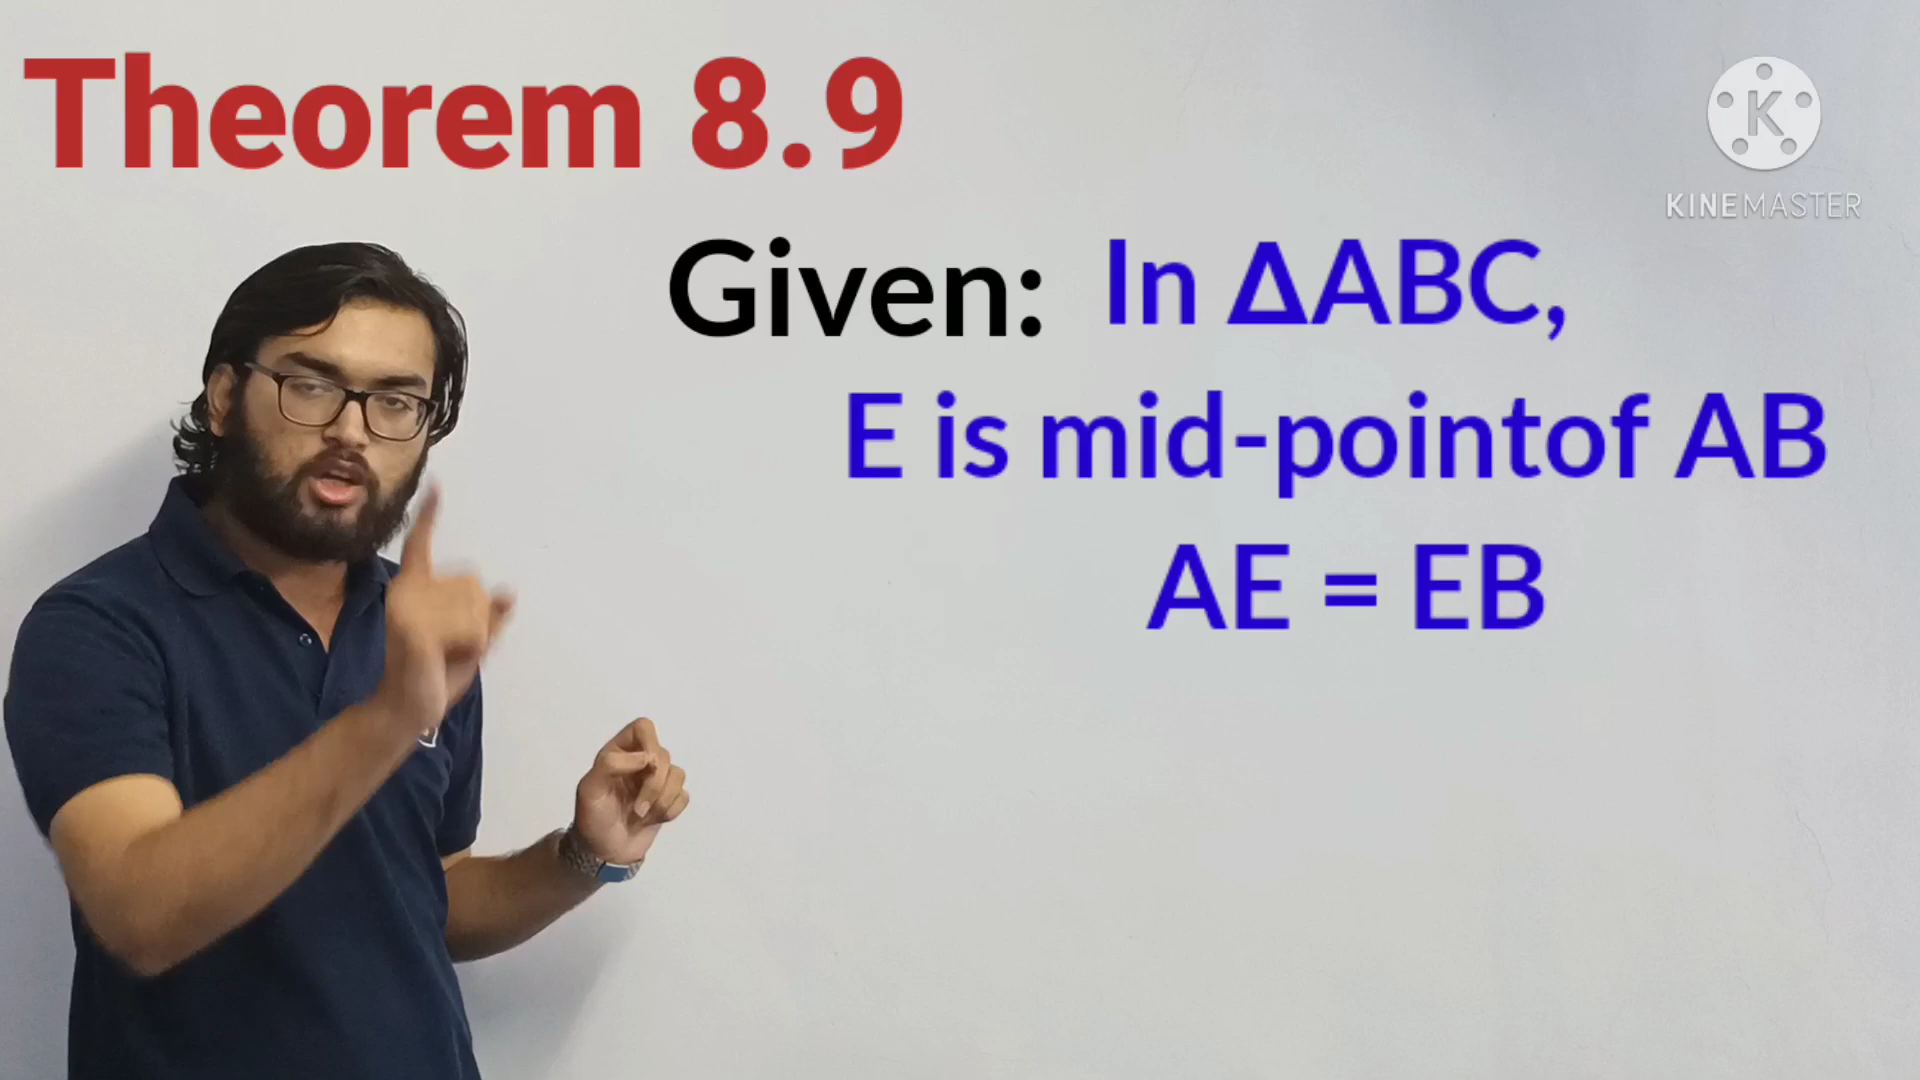 Theorem 8.9
K
KINEMASTER
Given: In ΔABC,
E is mid-pointof AB
AE = EB